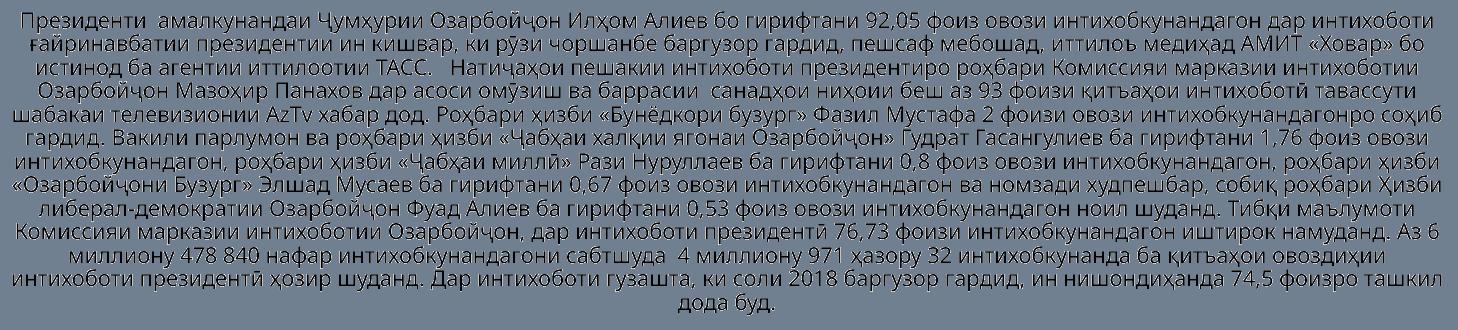 Президенти  амалкунандаи Ҷумҳурии Озарбойҷон Илҳом Алиев бо гирифтани 92,05 фоиз овози интихобкунандагон дар интихоботи
ғайринавбатии президентии ин кишвар, ки рӯзи чоршанбе баргузор гардид, пешсаф мебошад, иттилоъ медиҳад АМИТ «Ховар» бо
истинод ба агентии иттилоотии ТАСС.   Натиҷаҳои пешакии интихоботи президентиро роҳбари Комиссияи марказии интихоботии
Озарбойҷон Мазоҳир Панахов дар асоси омӯзиш ва баррасии  санадҳои ниҳоии беш аз 93 фоизи қитъаҳои интихоботӣ тавассути
шабакаи телевизионии AzTv хабар дод. Роҳбари ҳизби «Бунёдкори бузург» Фазил Мустафа 2 фоизи овози интихобкунандагонро соҳиб
гардид. Вакили парлумон ва роҳбари ҳизби «Ҷабҳаи халқии ягонаи Озарбойҷон» Гудрат Гасангулиев ба гирифтани 1,76 фоиз овози
интихобкунандагон, роҳбари ҳизби «Ҷабҳаи миллӣ» Рази Нуруллаев ба гирифтани 0,8 фоиз овози интихобкунандагон, роҳбари ҳизби
«Озарбойҷони Бузург» Элшад Мусаев ба гирифтани 0,67 фоиз овози интихобкунандагон ва номзади худпешбар, собиқ роҳбари Ҳизби
либерал-демократии Озарбойҷон Фуад Алиев ба гирифтани 0,53 фоиз овози интихобкунандагон ноил шуданд. Тибқи маълумоти
Комиссияи марказии интихоботии Озарбойҷон, дар интихоботи президентӣ 76,73 фоизи интихобкунандагон иштирок намуданд. Аз 6
миллиону 478 840 нафар интихобкунандагони сабтшуда  4 миллиону 971 ҳазору 32 интихобкунанда ба қитъаҳои овоздиҳии
интихоботи президентӣ ҳозир шуданд. Дар интихоботи гузашта, ки соли 2018 баргузор гардид, ин нишондиҳанда 74,5 фоизро ташкил
дода буд.